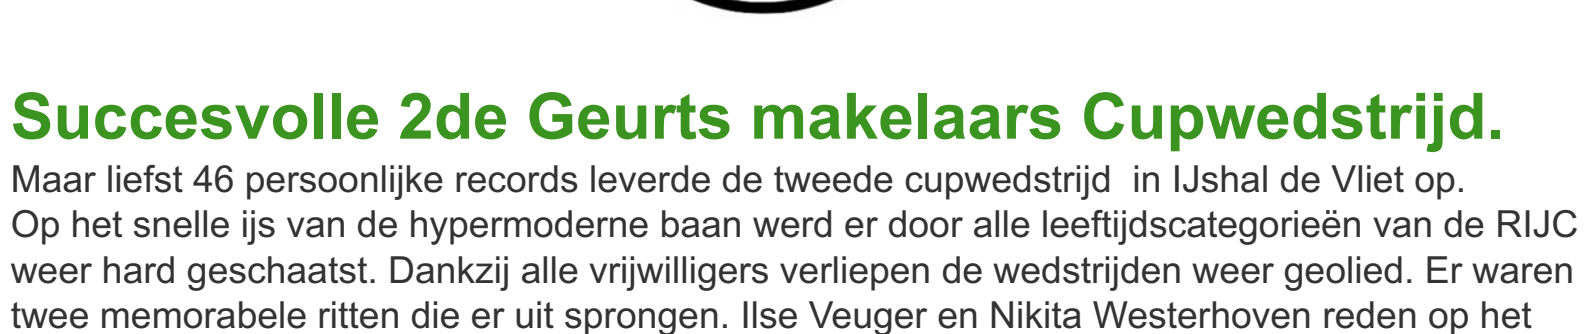 Succesvolle 2de Geurts makelaars Cupwedstrijd.
Maar liefst 46 persoonlijke records leverde de tweede cupwedstrijd  in IJshal de Vliet op.
Op het snelle ijs van de hypermoderne baan werd er door alle leeftijdscategorieën van de RIJC
weer hard geschaatst. Dankzij alle vrijwilligers verliepen de wedstrijden weer geolied. Er waren
twee memorabele ritten die er uit sprongen. Ilse Veuger en Nikita Westerhoven reden op het